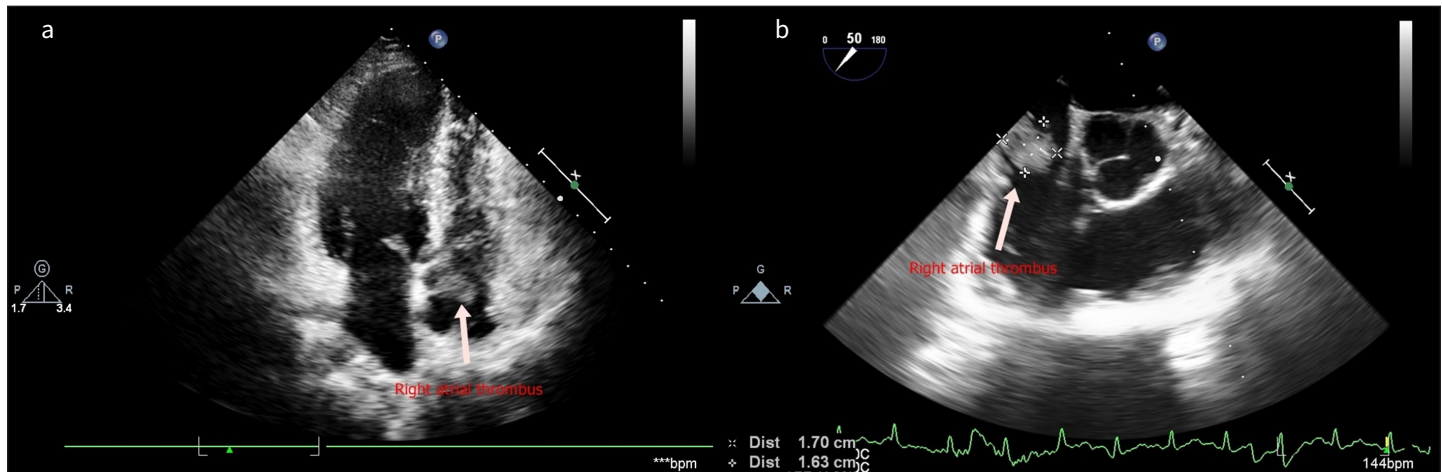 a
P
G
P R
1.7 3.4
Right atrial thrombus
***bpm
b
0 50 180
P
G
P R
Right atrial thrombus
Dist 1.70 cm
Dist 1.63 cm
144bpm